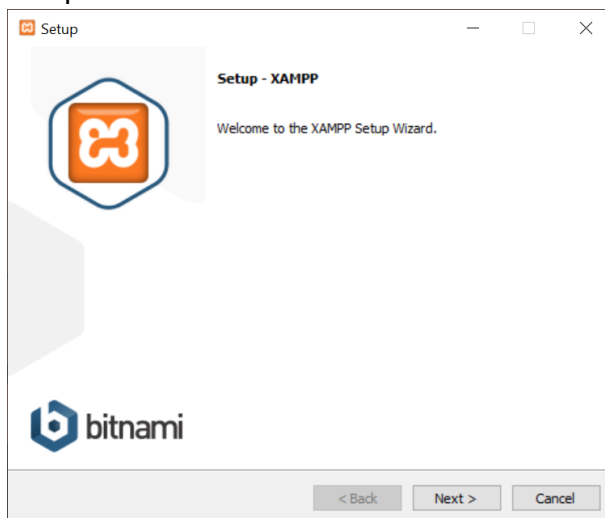 Setup
Setup - XAMPP
Welcome to the XAMPP Setup Wizard.
bitnami
< Back
Next >
Cancel